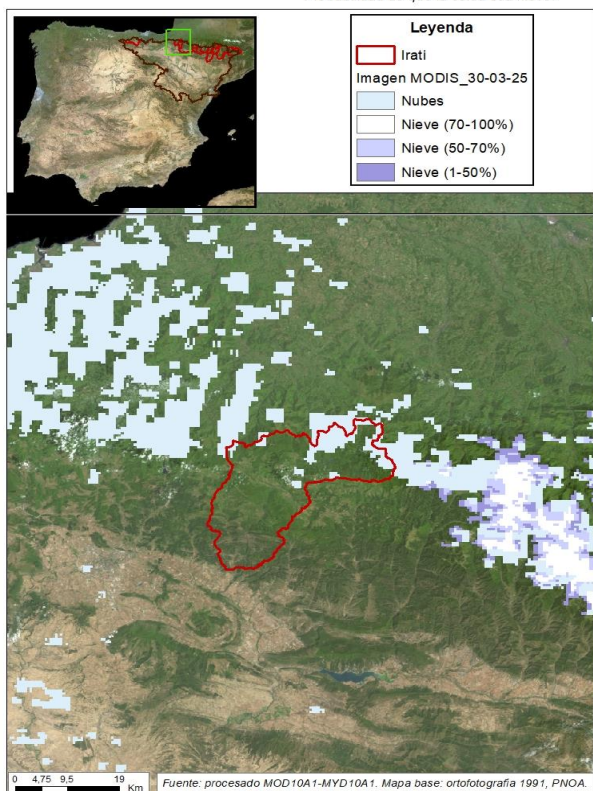 Leyenda
Irati
Imagen MODIS_30-03-25
Nubes
Nieve (70-100%)
Nieve (50-70%)
Nieve (1-50%)
0 4,75 9,5 19
Km
Fuente: procesado MOD10A1-MYD10A1. Mapa base: ortofotografia 1991, PNOA.